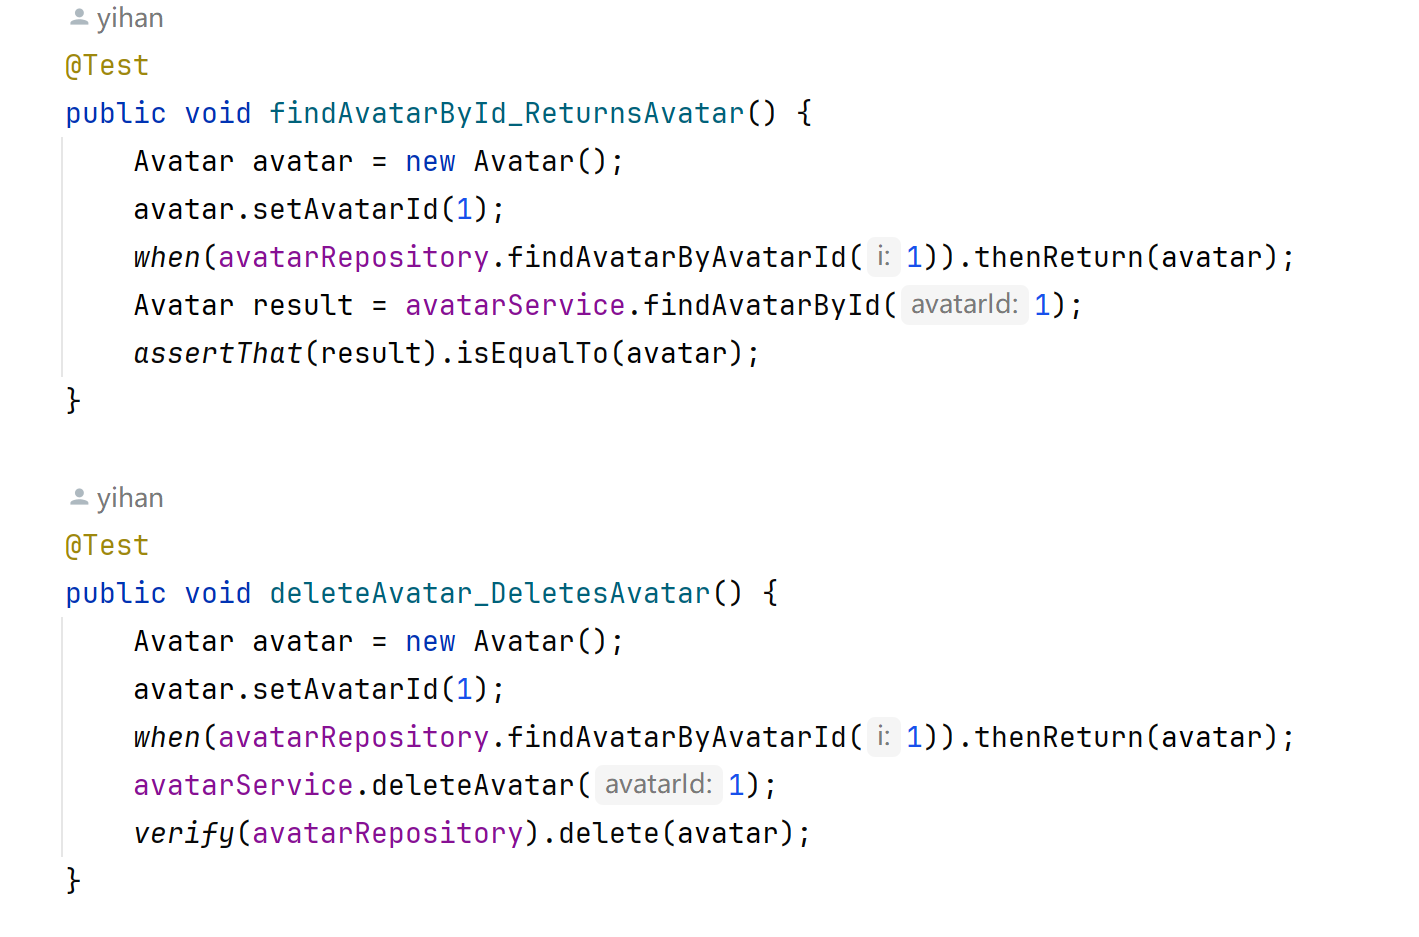 yihan
@Test
public void findAvatarById_ReturnsAvatar() {
Avatar avatar = new Avatar();
avatar.setAvatarId(1);
when(avatarRepository.findAvatarByAvatarId( i: 1)).thenReturn(avatar);
Avatar result = avatarService.findAvatarById( avatarId: 1);
assertThat(result).isEqualTo(avatar);
}
yihan
@Test
public void deleteAvatar_DeletesAvatar() {
Avatar avatar = new Avatar();
avatar.setAvatarId(1);
when(avatarRepository.findAvatarByAvatarId( i: 1)).thenReturn(avatar);
avatarService.deleteAvatar( avatarId: 1);
verify(avatarRepository).delete(avatar);
}